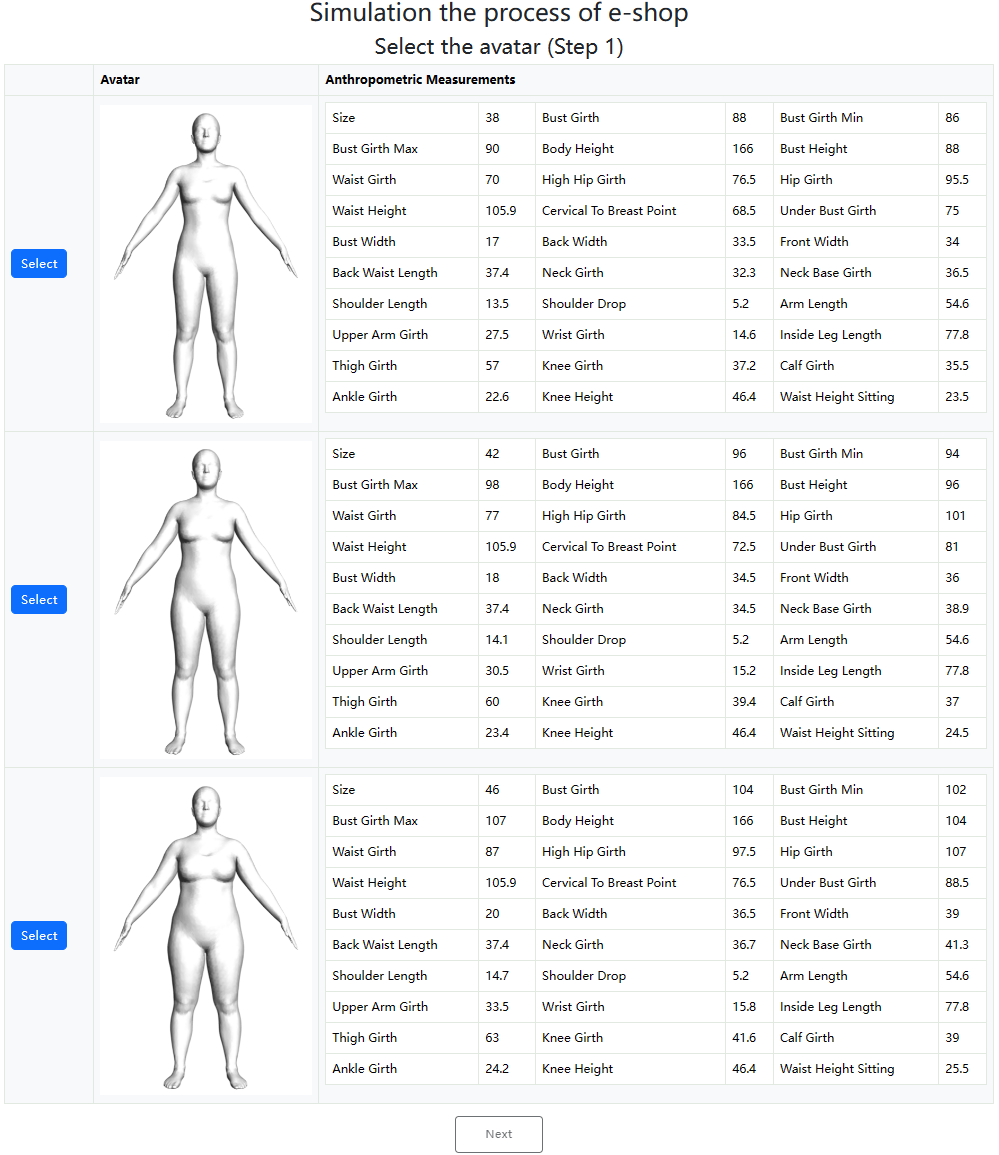 Simulation the process of e-shop
Select the avatar (Step 1)
Avatar Anthropometric Measurements
Size 38 Bust Girth 88 Bust Girth Min 86
Bust Girth Max 90 Body Height 166 Bust Height 88
Waist Girth 70 High Hip Girth 76.5 Hip Girth 95.5
Waist Height 105.9 Cervical To Breast Point 68.5 Under Bust Girth 75
Bust Width 17 Back Width 33.5 Front Width 34
Select
Back Waist Length 37.4 Neck Girth 32.3 Neck Base Girth 36.5
Shoulder Length 13.5 Shoulder Drop 5.2 Arm Length 54.6
Upper Arm Girth 27.5 Wrist Girth 14.6 Inside Leg Length 77.8
Thigh Girth 57 Knee Girth 37.2 Calf Girth 35.5
Ankle Girth 22.6 Knee Height 46.4 Waist Height Sitting 23.5
Size 42 Bust Girth 96 Bust Girth Min 94
Bust Girth Max 98 Body Height 166 Bust Height 96
Waist Girth 77 High Hip Girth 84.5 Hip Girth 101
Waist Height 105.9 Cervical To Breast Point 72.5 Under Bust Girth 81
Bust Width 18 Back Width 34.5 Front Width 36
Select
Back Waist Length 37.4 Neck Girth 34.5 Neck Base Girth 38.9
Shoulder Length 14.1 Shoulder Drop 5.2 Arm Length 54.6
Upper Arm Girth 30.5 Wrist Girth 15.2 Inside Leg Length 77.8
Thigh Girth 60 Knee Girth 39.4 Calf Girth 37
Ankle Girth 23.4 Knee Height 46.4 Waist Height Sitting 24.5
Size 46 Bust Girth 104 Bust Girth Min 102
Bust Girth Max 107 Body Height 166 Bust Height 104
Waist Girth 87 High Hip Girth 97.5 Hip Girth 107
Waist Height 105.9 Cervical To Breast Point 76.5 Under Bust Girth 88.5
Bust Width 20 Back Width 36.5 Front Width 39
Select
Back Waist Length 37.4 Neck Girth 36.7 Neck Base Girth 41.3
Shoulder Length 14.7 Shoulder Drop 5.2 Arm Length 54.6
Upper Arm Girth 33.5 Wrist Girth 15.8 Inside Leg Length 77.8
Thigh Girth 63 Knee Girth 41.6 Calf Girth 39
Ankle Girth 24.2 Knee Height 46.4 Waist Height Sitting 25.5
Next